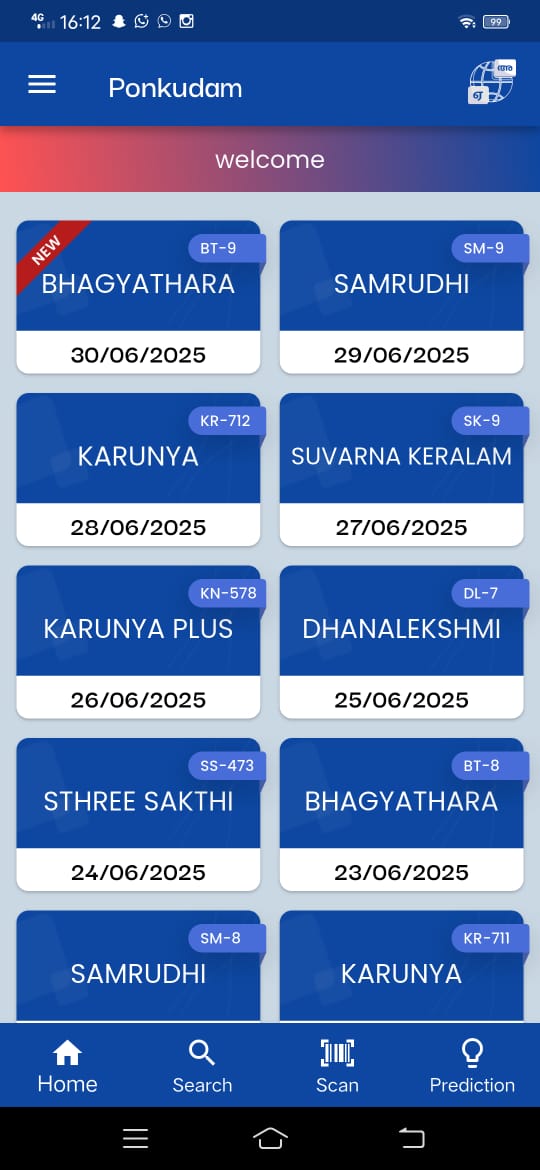 4G 16:12 99
Ponkudam
welcome
NEW
BT-9
BHAGYATHARA
30/06/2025
SM-9
SAMRUDHI
29/06/2025
KR-712
KARUNYA
28/06/2025
SK-9
SUVARNA KERALAM
27/06/2025
KN-578
KARUNYA PLUS
26/06/2025
DL-7
DHANALEKSHMI
25/06/2025
SS-473
STHREE SAKTHI
24/06/2025
BT-8
BHAGYATHARA
23/06/2025
SM-8
SAMRUDHI
KR-711
KARUNYA
Home Search Scan Prediction